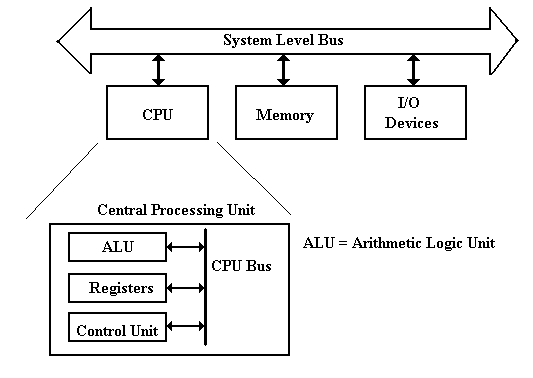 System Level Bus
CPU
Memory
I/O
Devices
Central Processing Unit
ALU
Registers
Control Unit
CPU Bus
ALU = Arithmetic Logic Unit